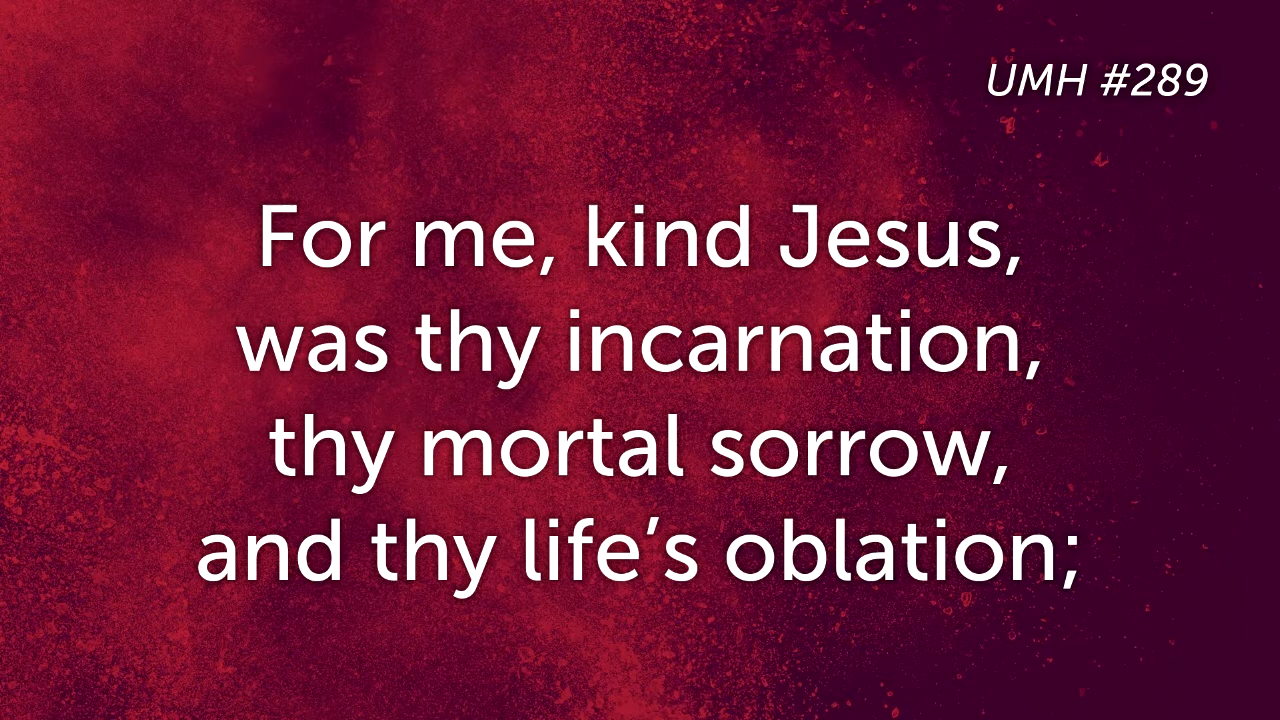 UMH #289
For me, kind Jesus,
was thy incarnation,
thy mortal sorrow,
and thy life’s oblation;